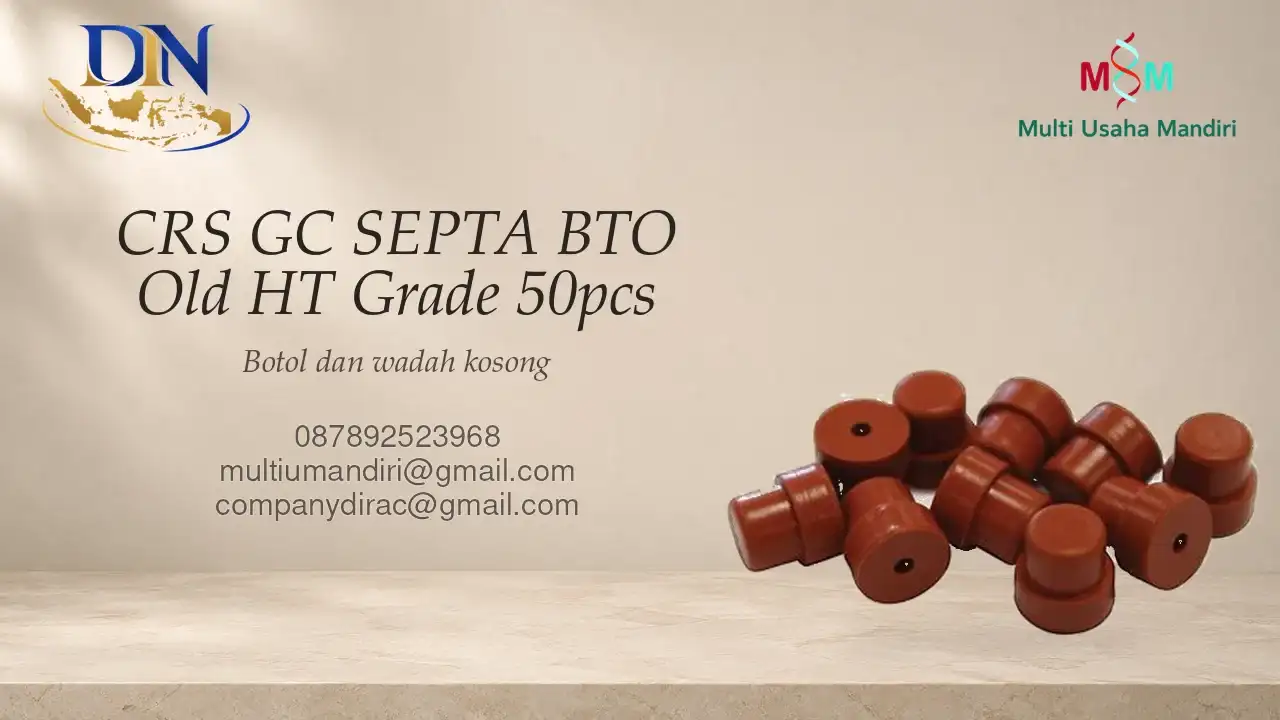 DN
MSM
Multi Usaha Mandiri
CRS GC SEPTA BTO
Old HT Grade 50pcs
Botol dan wadah kosong
087892523968
multiumandiri@gmail.com
companydirac@gmail.com